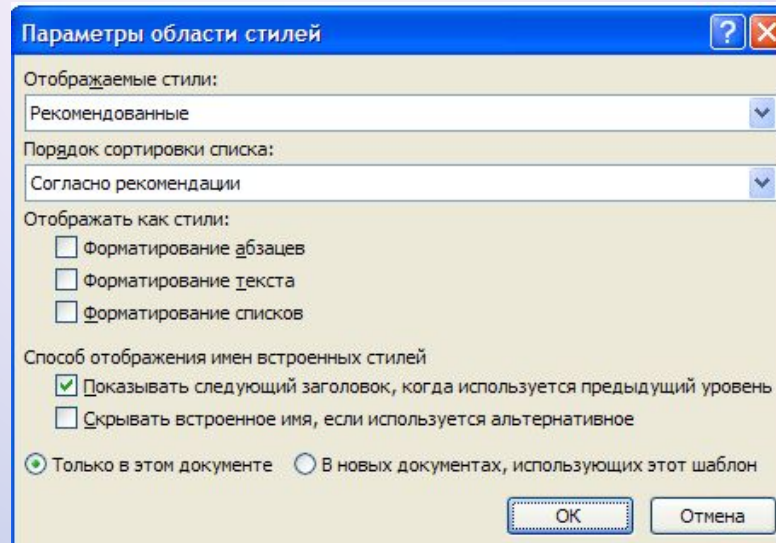 Параметры области стилей
Отображаемые стили:
Рекомендованные
Порядок сортировки списка:
Согласно рекомендации
Отображать как стили:
Форматирование абзацев
Форматирование текста
Форматирование списков
Способ отображения имен встроенных стилей
Показывать следующий заголовок, когда используется предыдущий уровень
Скрывать встроенное имя, если используется альтернативное
Только в этом документе В новых документах, использующих этот шаблон
ОК Отмена